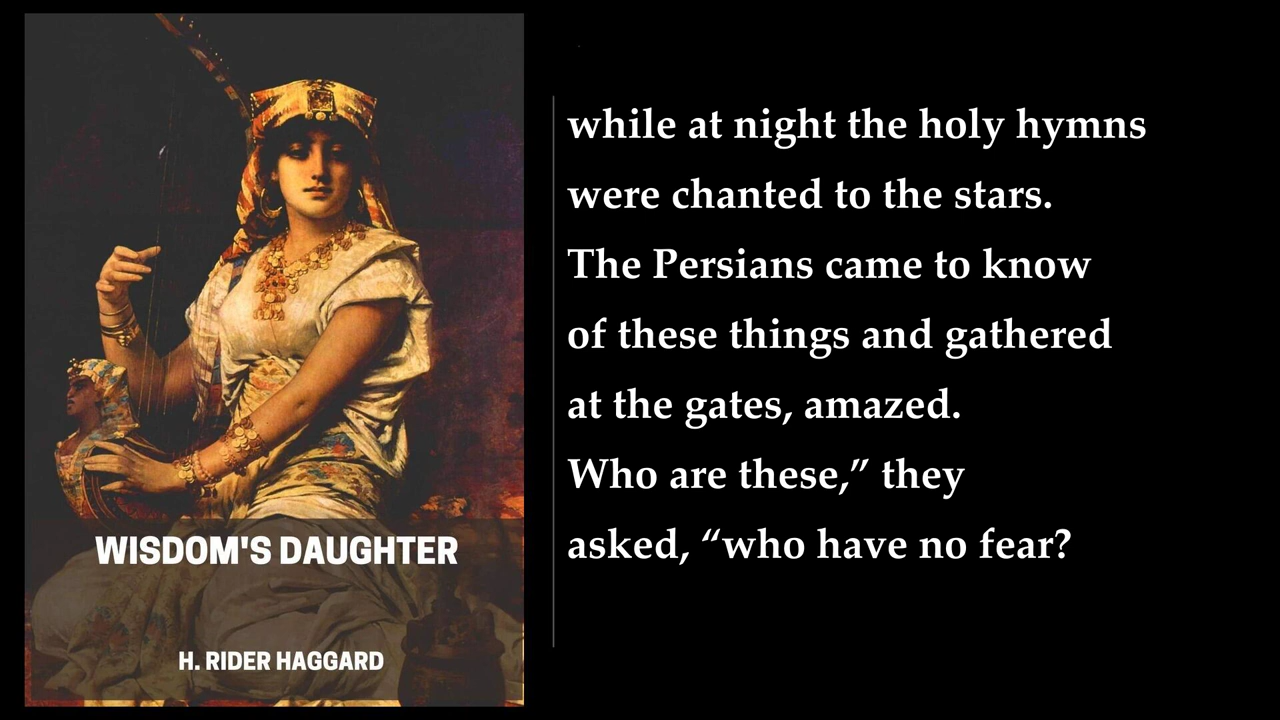 WISDOM'S DAUGHTER
H. RIDER HAGGARD
while at night the holy hymns
were chanted to the stars.
The Persians came to know
of these things and gathered
at the gates, amazed.
Who are these,” they
asked, “who have no fear?